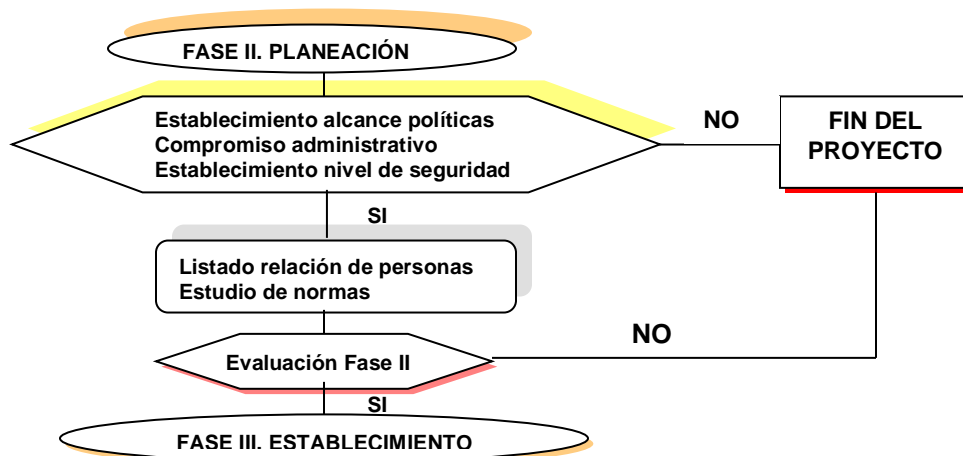 FASE II. PLANEACIÓN
Establecimiento alcance políticas
Compromiso administrativo
Establecimiento nivel de seguridad
NO
FIN DEL
PROYECTO
SI
Listado relación de personas
Estudio de normas
NO
Evaluación Fase II
SI
FASE III. ESTABLECIMIENTO